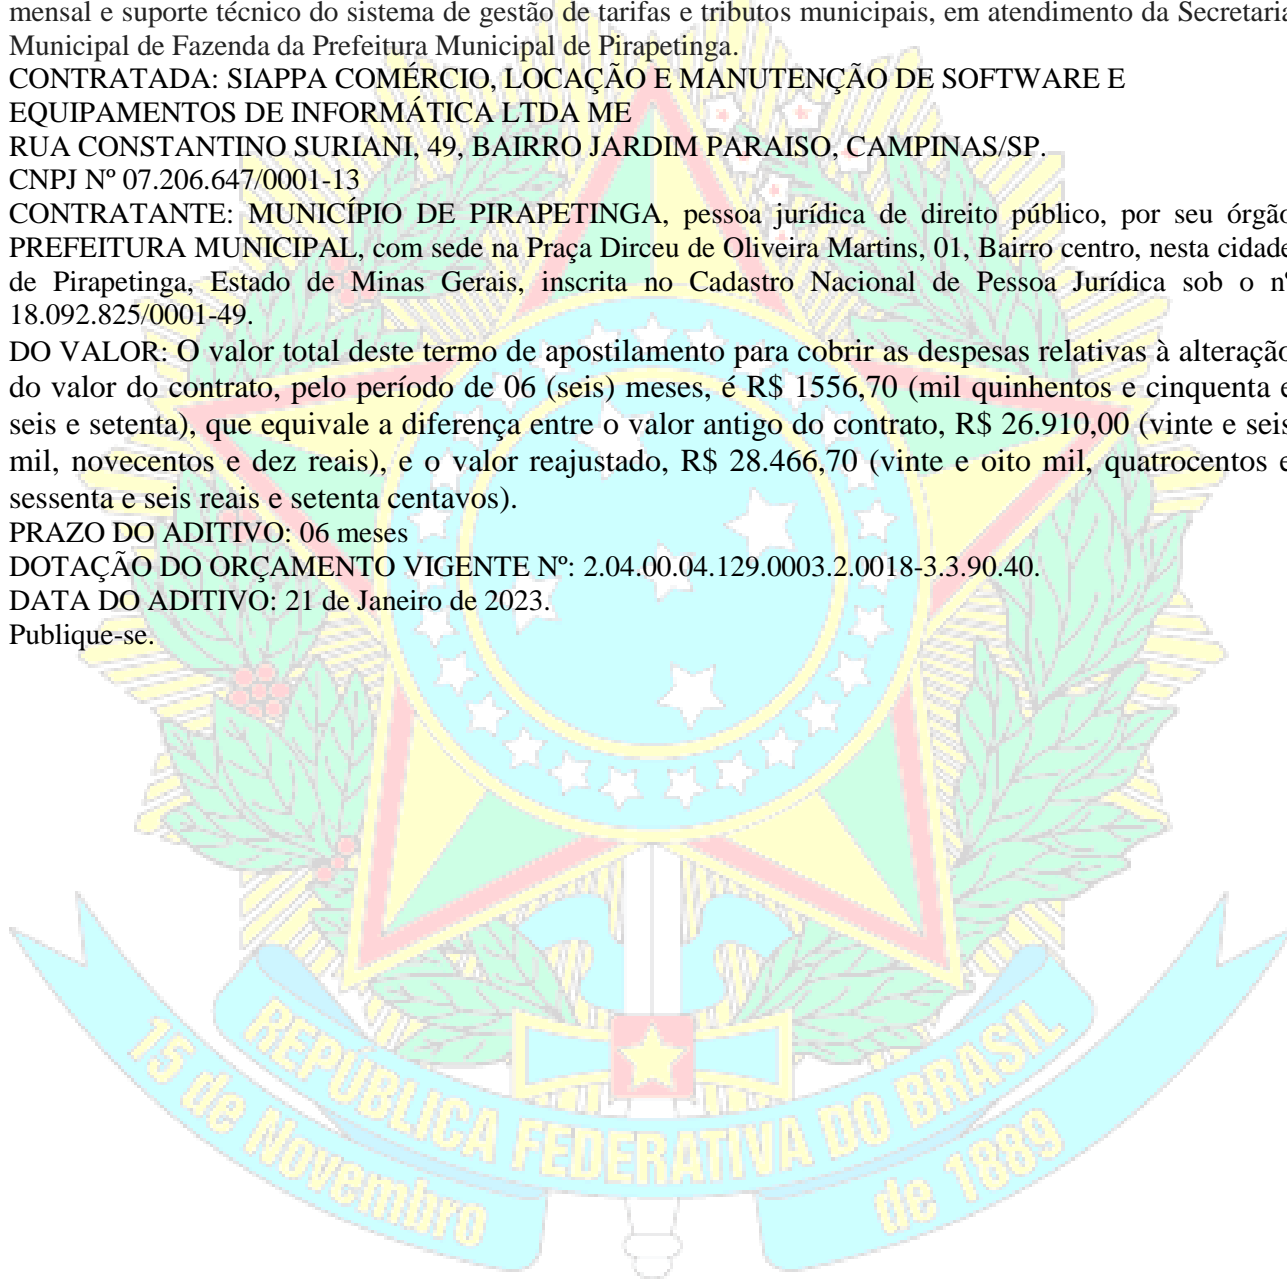 mensal e suporte técnico do sistema de gestão de tarifas e tributos municipais, em atendimento da Secretaria
Municipal de Fazenda da Prefeitura Municipal de Pirapetinga.
CONTRATADA: SIAPPA COMÉRCIO, LOCAÇÃO E MANUTENÇÃO DE SOFTWARE E
EQUIPAMENTOS DE INFORMÁTICA LTDA ME
RUA CONSTANTINO SURIANI, 49, BAIRRO JARDIM PARAISO, CAMPINAS/SP.
CNPJ Nº 07.206.647/0001-13
CONTRATANTE: MUNICÍPIO DE PIRAPETINGA, pessoa jurídica de direito público, por seu órgão
PREFEITURA MUNICIPAL, com sede na Praça Dirceu de Oliveira Martins, 01, Bairro centro, nesta cidade
de Pirapetinga, Estado de Minas Gerais, inscrita no Cadastro Nacional de Pessoa Jurídica sob o nº
18.092.825/0001-49.
DO VALOR: O valor total deste termo de apostilamento para cobrir as despesas relativas à alteração
do valor do contrato, pelo período de 06 (seis) meses, é R$ 1556,70 (mil quinhentos e cinquenta e
seis e setenta), que equivale a diferença entre o valor antigo do contrato, R$ 26.910,00 (vinte e seis
mil, novecentos e dez reais), e o valor reajustado, R$ 28.466,70 (vinte e oito mil, quatrocentos e
sessenta e seis reais e setenta centavos).
PRAZO DO ADITIVO: 06 meses
DOTAÇÃO DO ORÇAMENTO VIGENTE Nº: 2.04.00.04.129.0003.2.0018-3.3.90.40.
DATA DO ADITIVO: 21 de Janeiro de 2023.
Publique-se.
REPÚBLICA FEDERATIVA DO BRASIL
15 de Novembro de 1889